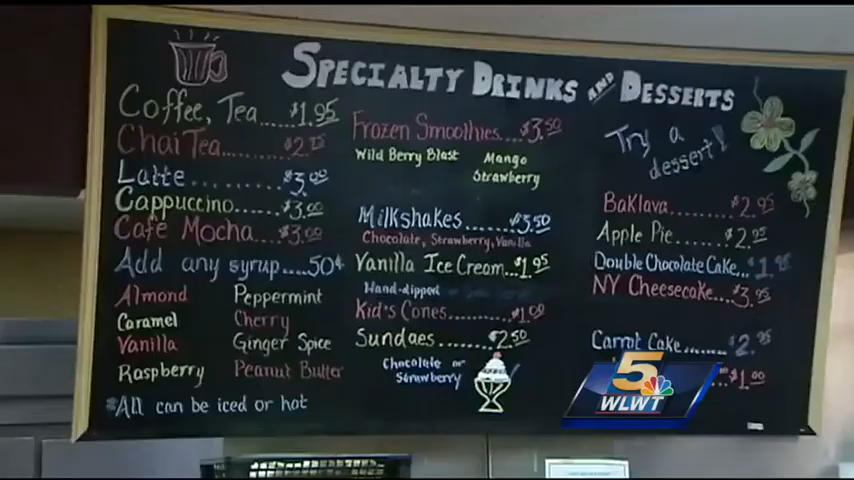 Specialty Drinks and Desserts
Coffee, Tea.....$1.95
Chai Tea..........
Latte..........$3.00
Cappuccino.....$3.00
Cafe Mocha....$3.00
Add any syrup.....50¢
Almond Peppermint
Caramel Cherry
Vanilla Ginger Spice
Raspberry Peanut Butter
*All can be iced or hot
Frozen Smoothies....$3.50
Wild Berry Blast Mango
Strawberry
Milkshakes.......$3.50
Chocolate, Strawberry, Vanilla
Vanilla Ice Cream...$1.95
Hand-dipped
Kid's Cones........$1.00
Sundaes........$2.50
Chocolate or
Strawberry
Try a
dessert!
Baklava..........$2.95
Apple Pie........$2.95
Double Chocolate Cake...$1.95
NY Cheesecake....$3.95
Carrot Cake........$2.95
$1.00
5
WLWT